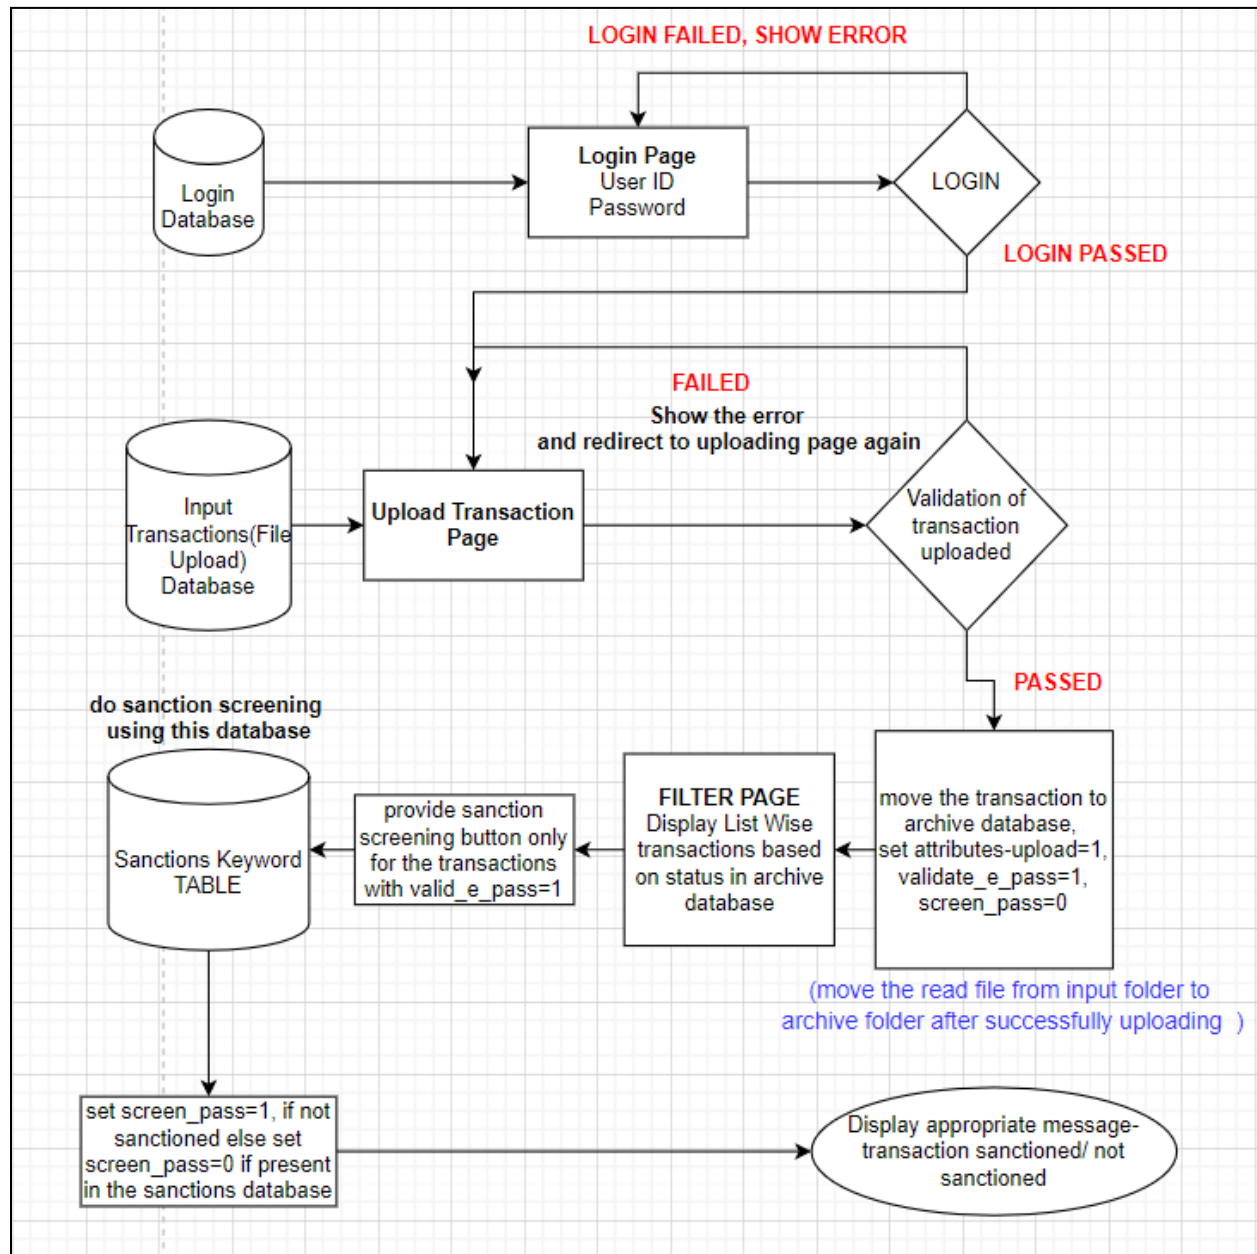 LOGIN FAILED, SHOW ERROR
Login
Database
Login Page
User ID
Password
LOGIN
LOGIN PASSED
FAILED
Show the error
and redirect to uploading page again
Input
Transactions(File
Upload)
Database
Upload Transaction
Page
Validation of
transaction
uploaded
PASSED
do sanction screening
using this database
Sanctions Keyword
TABLE
provide sanction
screening button only
for the transactions
with valid_e_pass=1
FILTER PAGE
Display List Wise
transactions based
on status in archive
database
move the transaction to
archive database,
set attributes-upload=1,
validate_e_pass=1,
screen_pass=0
(move the read file from input folder to
archive folder after successfully uploading )
set screen_pass=1, if not
sanctioned else set
screen_pass=0 if present
in the sanctions database
Display appropriate message-
transaction sanctioned/ not
sanctioned